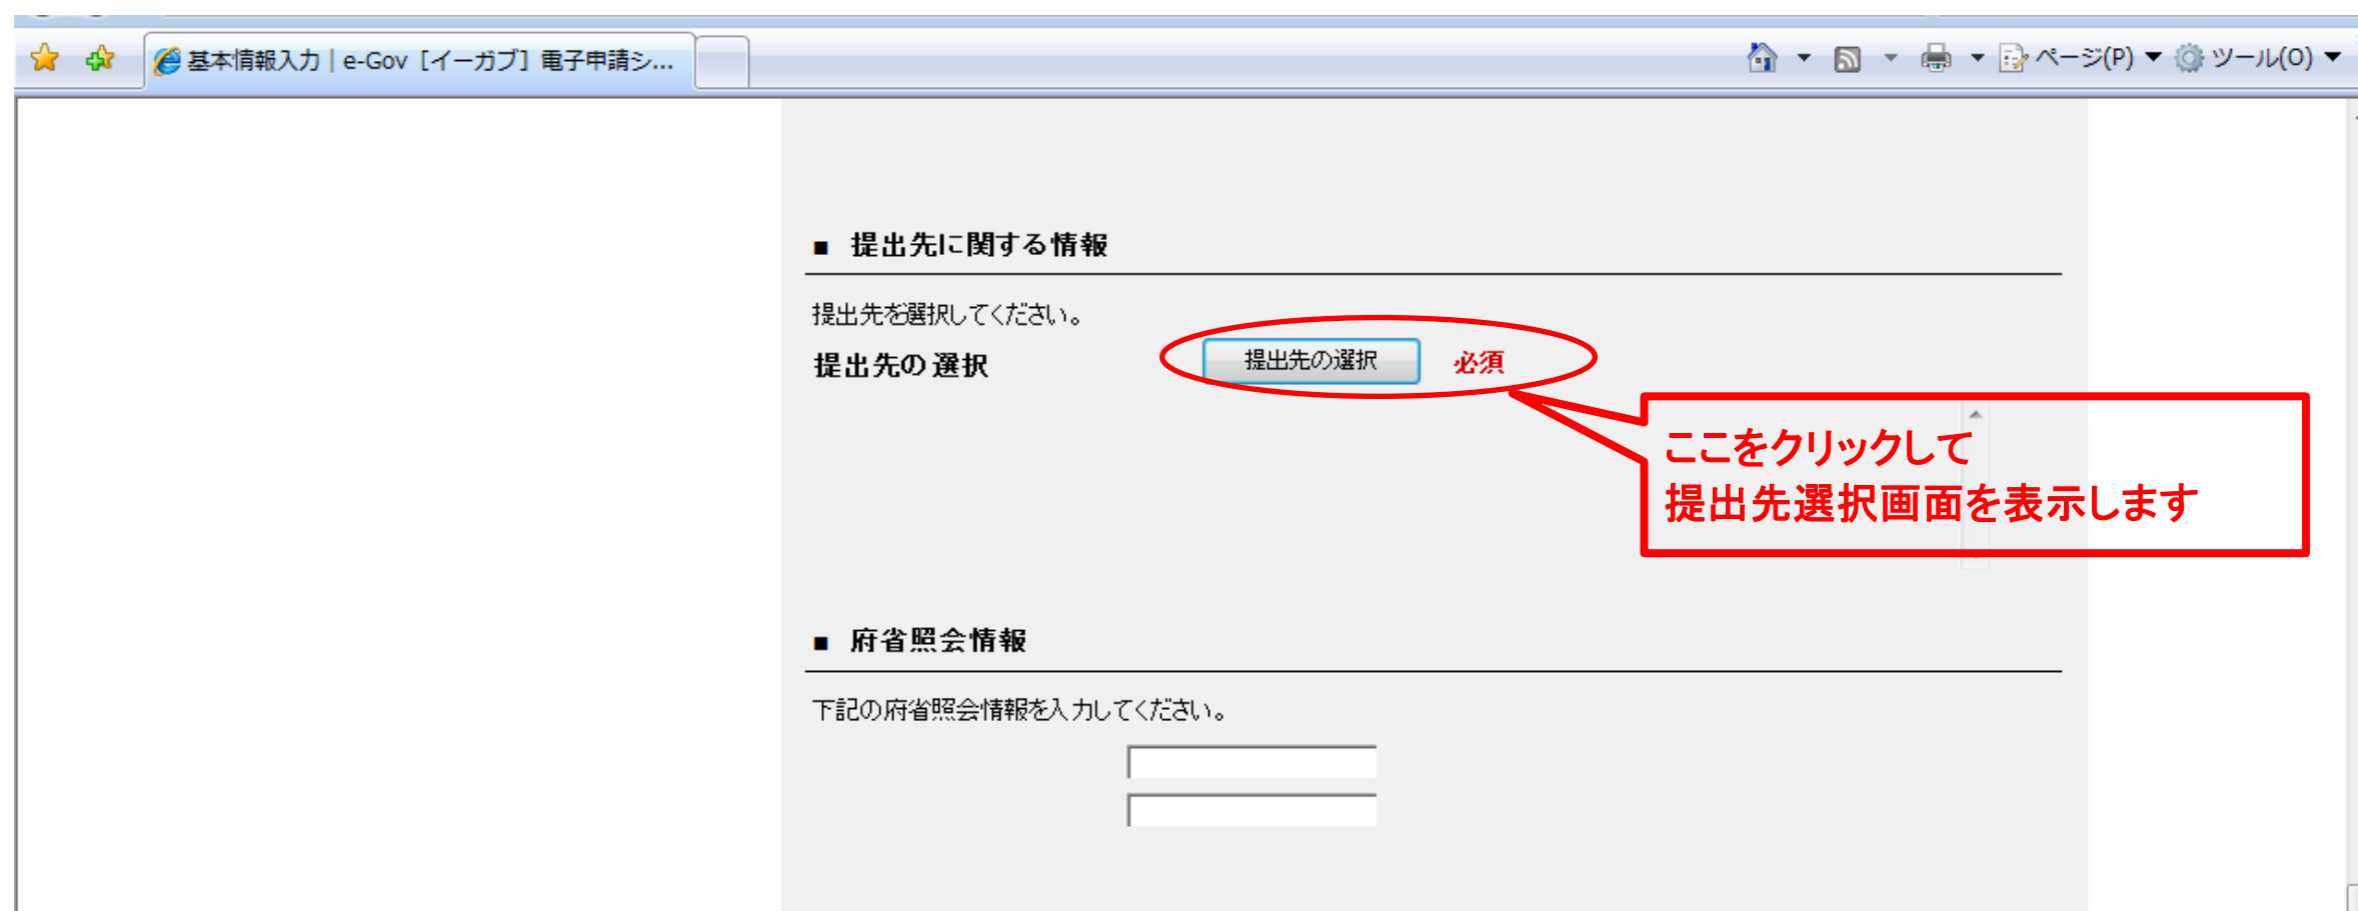 基本情報入力 | e-Gov［イーガブ］電子申請シ...
ページ(P)
ツール(O)
■ 提出先に関する情報
提出先を選択してください。
提出先の選択
提出先の選択
必須
ここをクリックして
提出先選択画面を表示します
■ 府省照会情報
下記の府省照会情報を入力してください。